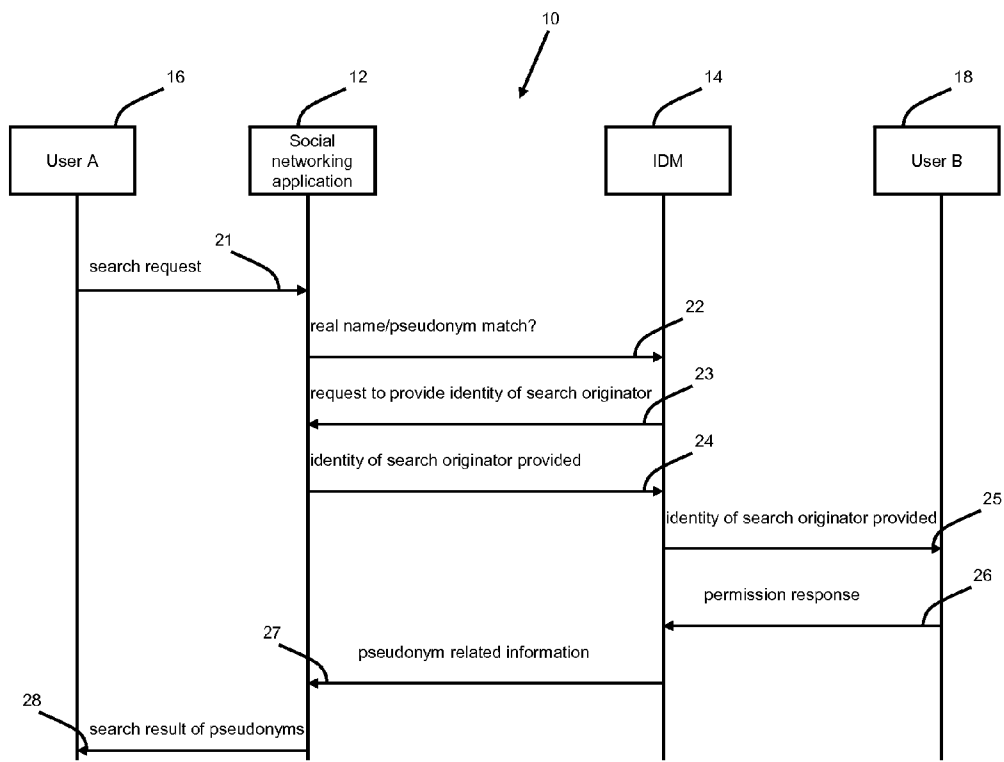 10
16
12
14
18
User A
Social
networking
application
IDM
User B
21
search request
22
real name/pseudonym match?
23
request to provide identity of search originator
24
identity of search originator provided
25
identity of search originator provided
26
permission response
27
pseudonym related information
28
search result of pseudonyms